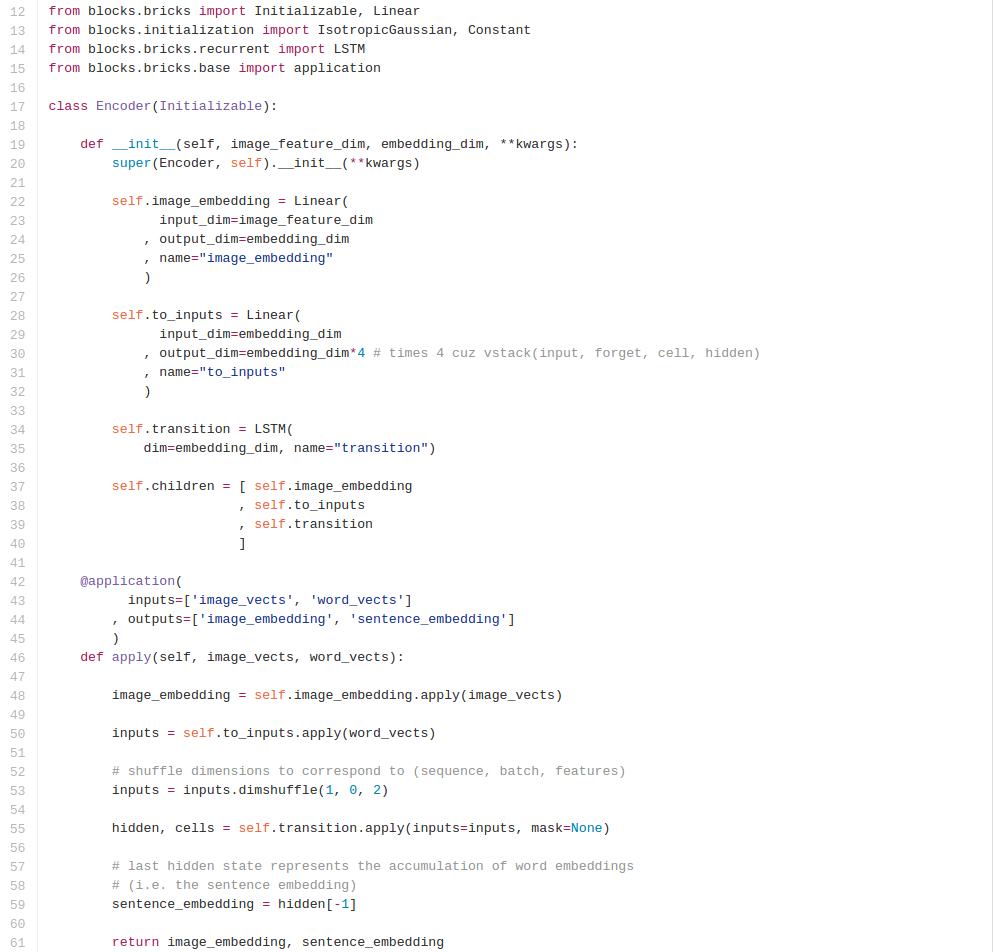 12 from blocks.bricks import Initializable, Linear
13 from blocks.initialization import IsotropicGaussian, Constant
14 from blocks.bricks.recurrent import LSTM
15 from blocks.bricks.base import application
16
17 class Encoder(Initializable):
18
19     def __init__(self, image_feature_dim, embedding_dim, **kwargs):
20         super(Encoder, self).__init__(**kwargs)
21
22         self.image_embedding = Linear(
23               input_dim=image_feature_dim
24             , output_dim=embedding_dim
25             , name="image_embedding"
26             )
27
28         self.to_inputs = Linear(
29               input_dim=embedding_dim
30             , output_dim=embedding_dim*4 # times 4 cuz vstack(input, forget, cell, hidden)
31             , name="to_inputs"
32             )
33
34         self.transition = LSTM(
35             dim=embedding_dim, name="transition")
36
37         self.children = [ self.image_embedding
38                         , self.to_inputs
39                         , self.transition
40                         ]
41
42     @application(
43           inputs=['image_vects', 'word_vects']
44         , outputs=['image_embedding', 'sentence_embedding']
45         )
46     def apply(self, image_vects, word_vects):
47
48         image_embedding = self.image_embedding.apply(image_vects)
49
50         inputs = self.to_inputs.apply(word_vects)
51
52         # shuffle dimensions to correspond to (sequence, batch, features)
53         inputs = inputs.dimshuffle(1, 0, 2)
54
55         hidden, cells = self.transition.apply(inputs=inputs, mask=None)
56
57         # last hidden state represents the accumulation of word embeddings
58         # (i.e. the sentence embedding)
59         sentence_embedding = hidden[-1]
60
61         return image_embedding, sentence_embedding